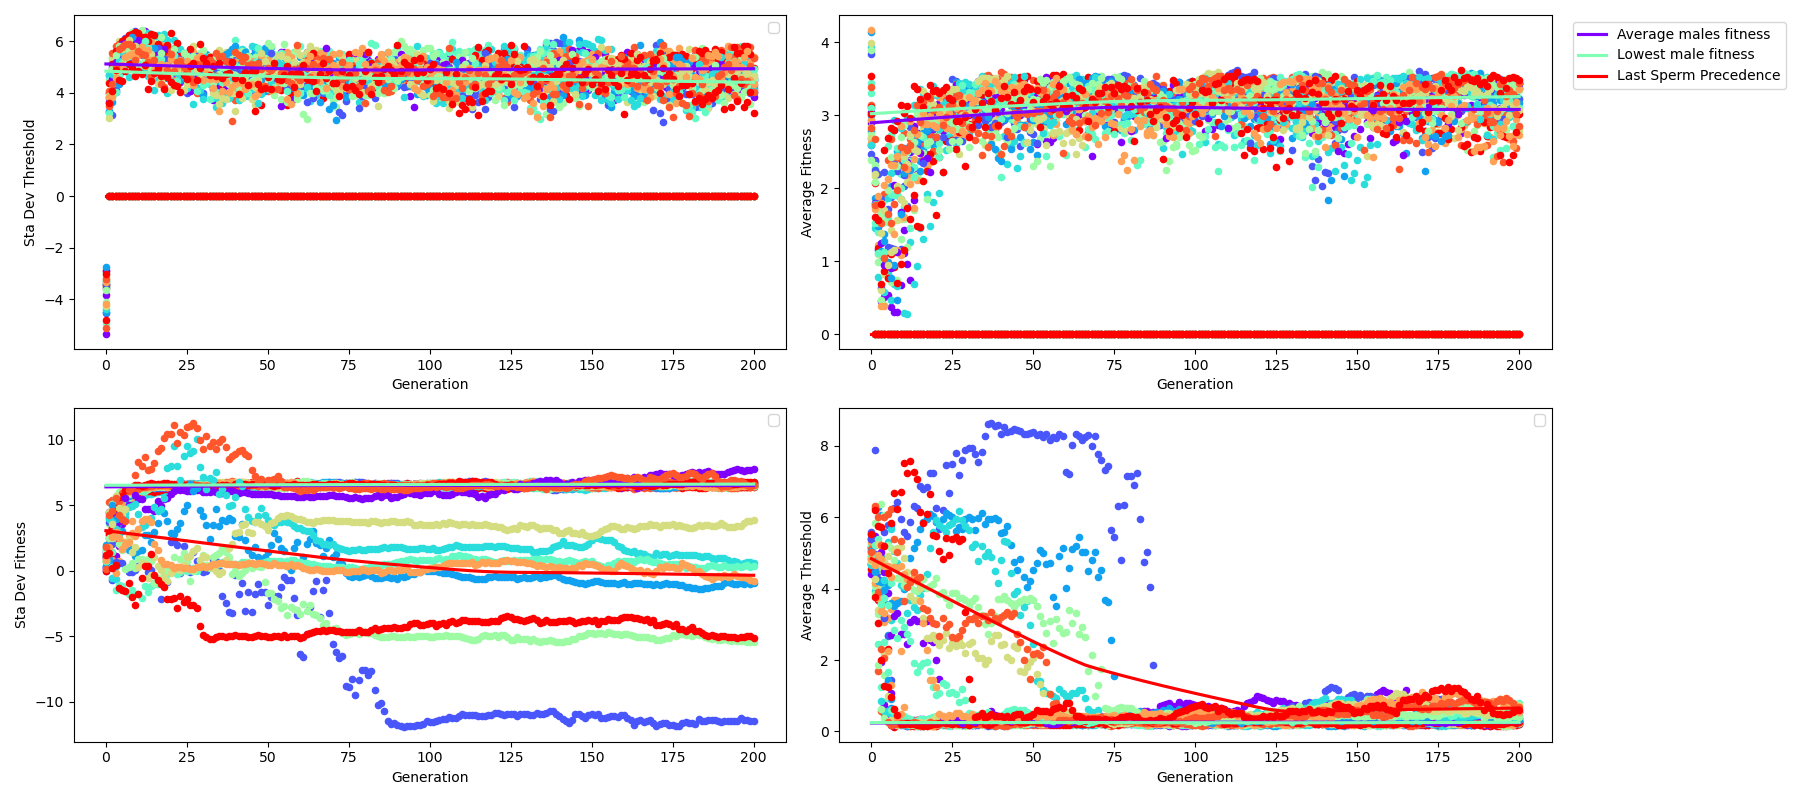 6
4
2
0
−2
−4
Sta Dev Threshold
0 25 50 75 100 125 150 175 200
Generation
4
3
2
1
0
Average Fitness
0 25 50 75 100 125 150 175 200
Generation
Average males fitness
Lowest male fitness
Last Sperm Precedence
10
5
0
−5
−10
Sta Dev Fitness
0 25 50 75 100 125 150 175 200
Generation
8
6
4
2
0
Average Threshold
0 25 50 75 100 125 150 175 200
Generation